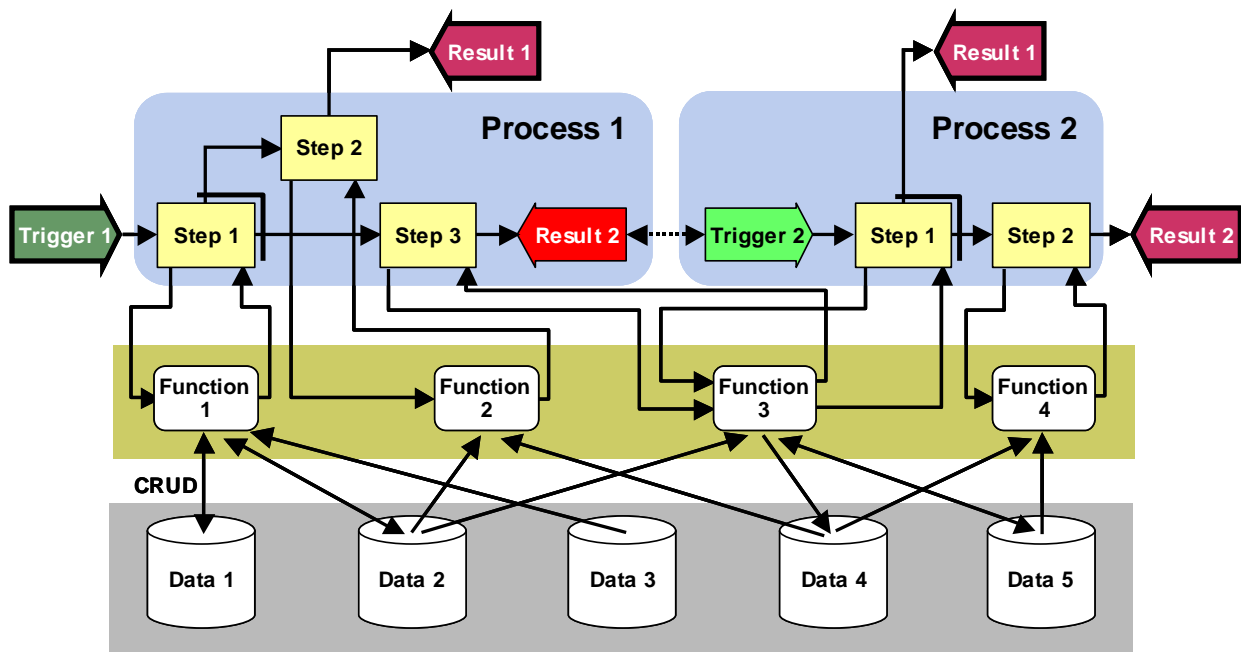 Result 1
Result 1
Process 1
Process 2
Step 2
Trigger 1
Step 1
Step 3
Result 2
Trigger 2
Step 1
Step 2
Result 2
Function
1
Function
2
Function
3
Function
4
CRUD
Data 1
Data 2
Data 3
Data 4
Data 5